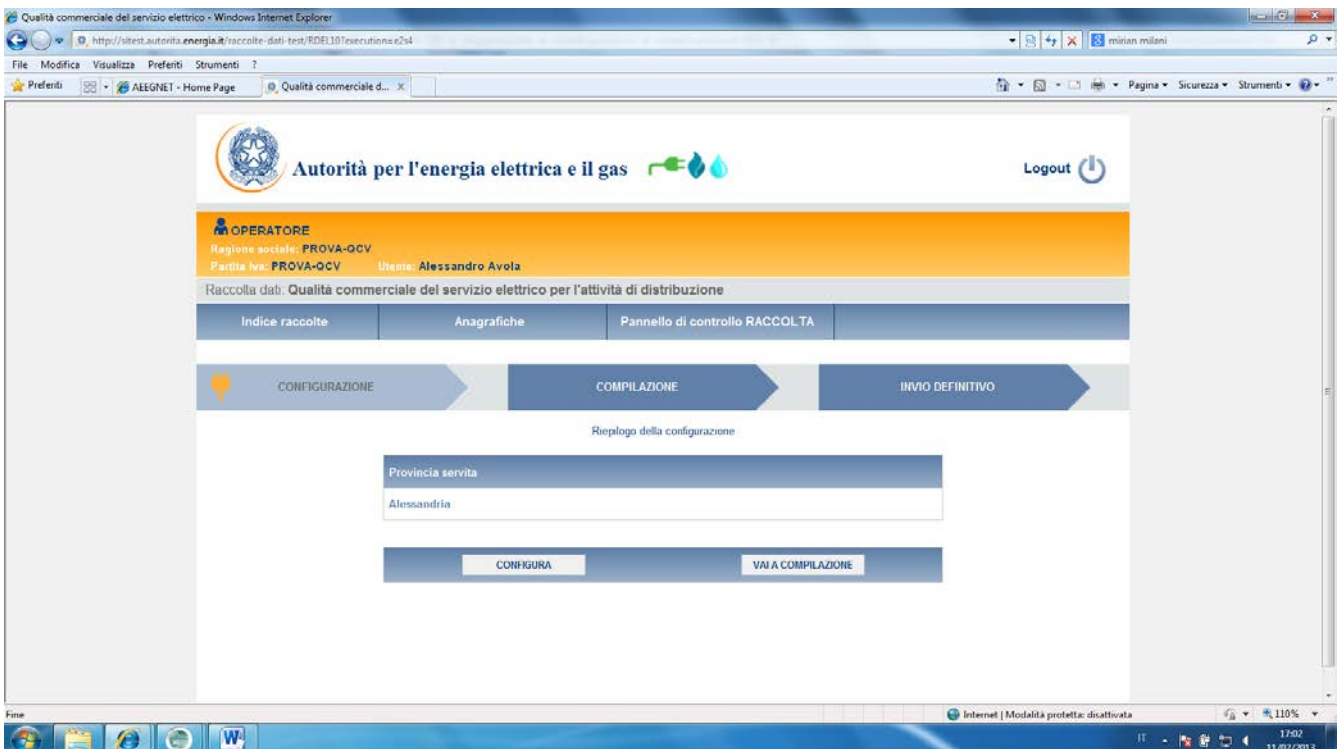 Qualità commerciale del servizio elettrico - Windows Internet Explorer
http://sitest.autorita.energia.it/raccolte-dati-test/RDEL10?execution=e2s4
mirian milani
File Modifica Visualizza Preferiti Strumenti ?
Preferiti AEEGNET - Home Page Qualità commerciale d... X Pagina Sicurezza Strumenti
Autorità per l'energia elettrica e il gas
Logout
OPERATORE
Ragione sociale: PROVA-QCV
Partita Iva: PROVA-QCV Utente: Alessandro Avola
Raccolta dati: Qualità commerciale del servizio elettrico per l'attività di distribuzione
Indice raccolte Anagrafiche Pannello di controllo RACCOLTA
CONFIGURAZIONE COMPILAZIONE INVIO DEFINITIVO
Riepilogo della configurazione
Provincia servita
Alessandria
CONFIGURA VAI A COMPILAZIONE
Fine Internet | Modalità protetta: disattivata 110%
IT 17:02
11/02/2013